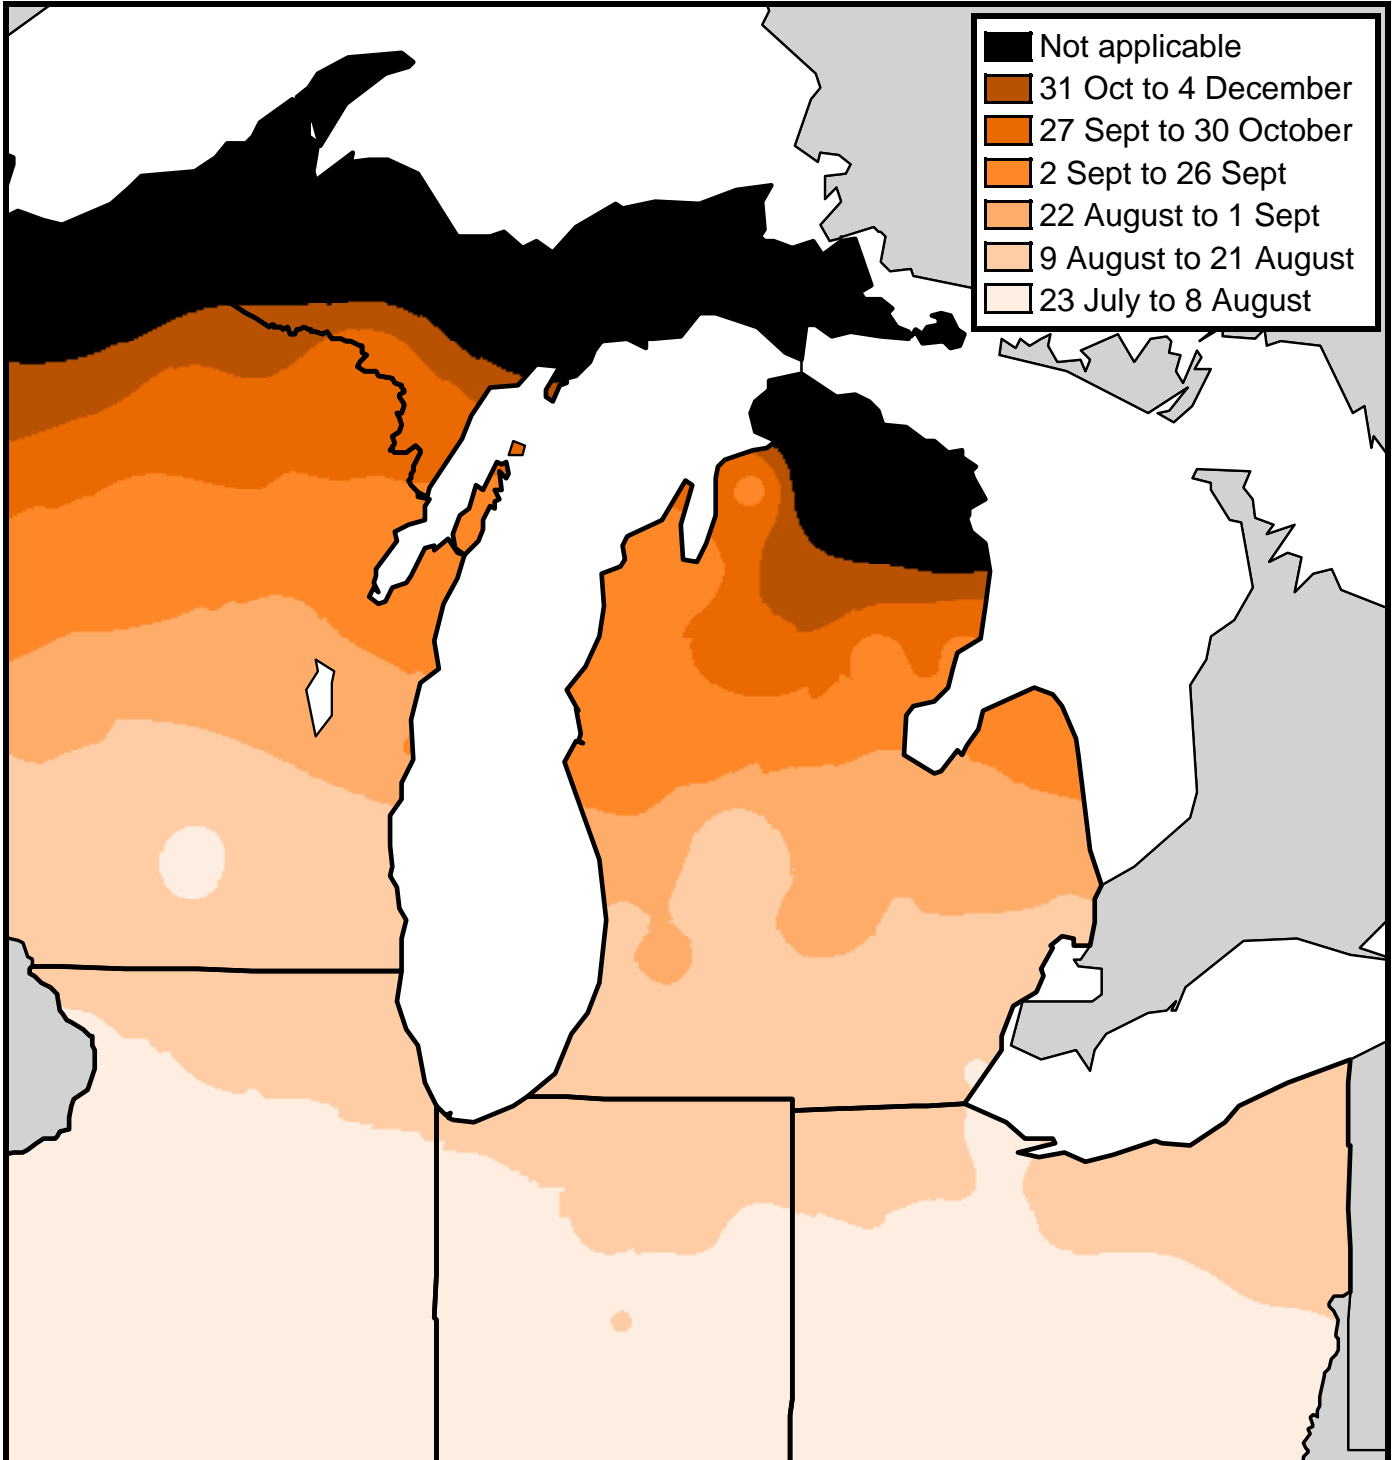 Not applicable
31 Oct to 4 December
27 Sept to 30 October
2 Sept to 26 Sept
22 August to 1 Sept
9 August to 21 August
23 July to 8 August